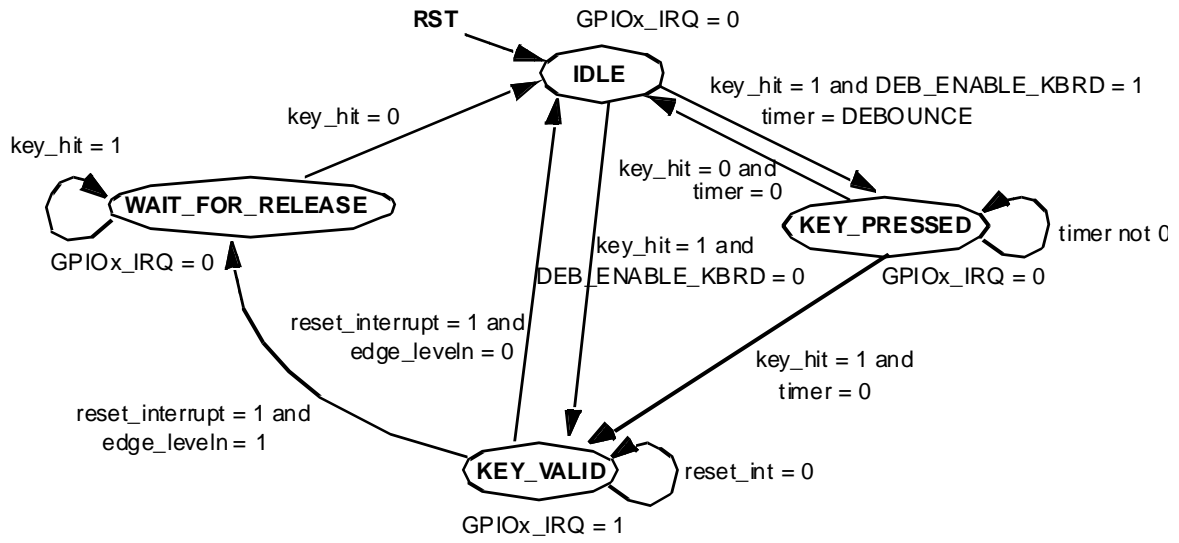 RST
GPIOx_IRQ = 0
IDLE
key_hit = 1 and DEB_ENABLE_KBRD = 1
timer = DEBOUNCE
key_hit = 0
key_hit = 1
key_hit = 0 and
timer = 0
WAIT_FOR_RELEASE
KEY_PRESSED
timer not 0
GPIOx_IRQ = 0
key_hit = 1 and
DEB_ENABLE_KBRD = 0
GPIOx_IRQ = 0
reset_interrupt = 1 and
edge_leveln = 0
key_hit = 1 and
timer = 0
reset_interrupt = 1 and
edge_leveln = 1
KEY_VALID
reset_int = 0
GPIOx_IRQ = 1